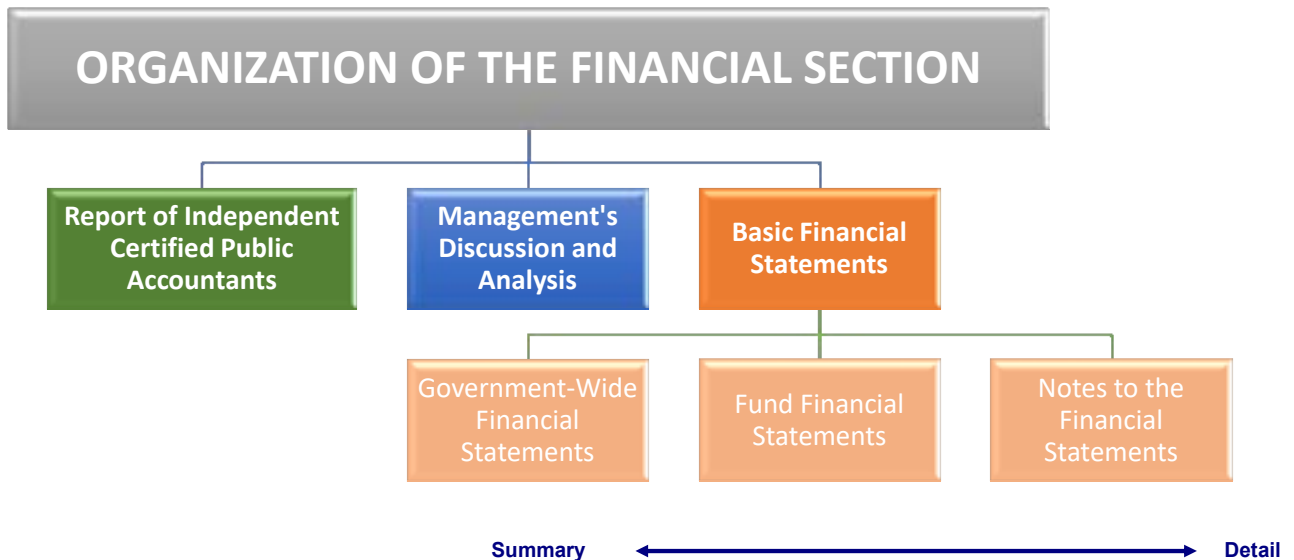 ORGANIZATION OF THE FINANCIAL SECTION
Report of Independent
Certified Public
Accountants
Management's
Discussion and
Analysis
Basic Financial
Statements
Government-Wide
Financial
Statements
Fund Financial
Statements
Notes to the
Financial
Statements
Summary
Detail